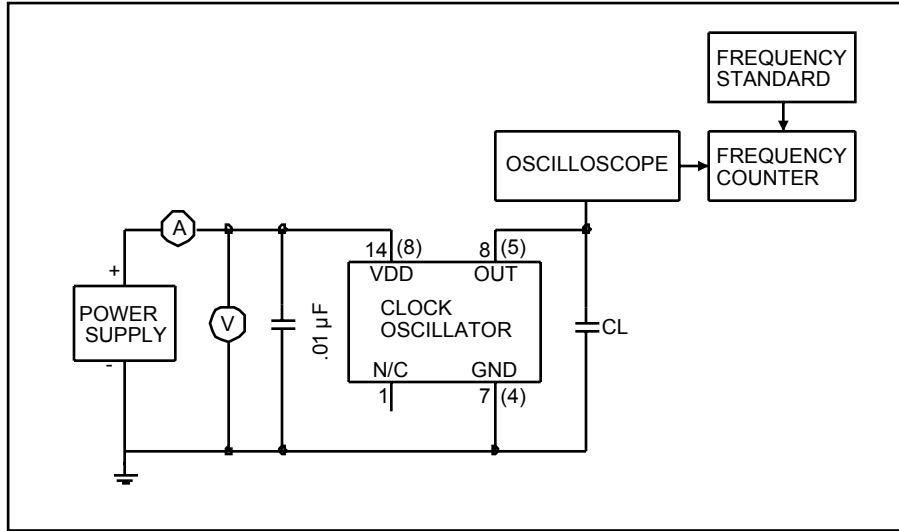 FREQUENCY
STANDARD
OSCILLOSCOPE
FREQUENCY
COUNTER
A
14 (8)
8 (5)
+
VDD
OUT
POWER
SUPPLY
V
.01 µF
CLOCK
OSCILLATOR
CL
-
N/C
GND
1
7 (4)